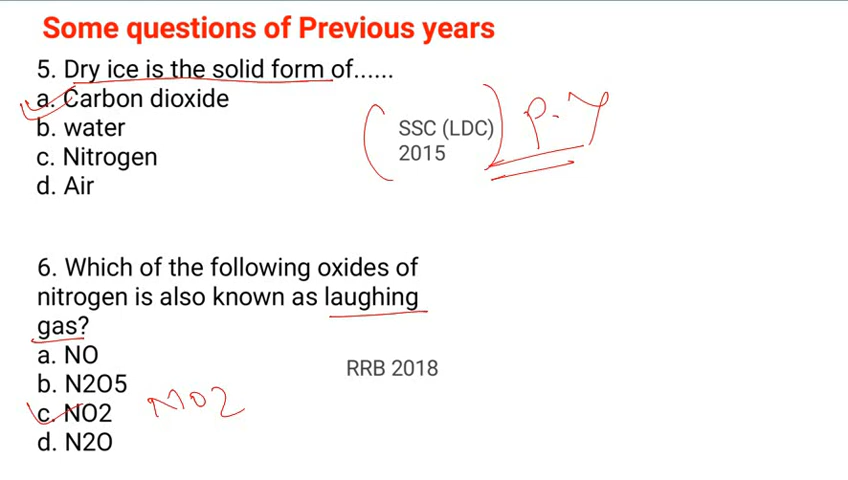 Some questions of Previous years
5. Dry ice is the solid form of......
a. Carbon dioxide
b. water
c. Nitrogen
d. Air
SSC (LDC)
2015
P. Y
6. Which of the following oxides of
nitrogen is also known as laughing
gas?
a. NO
b. N2O5
c. NO2
d. N2O
RRB 2018
NO2